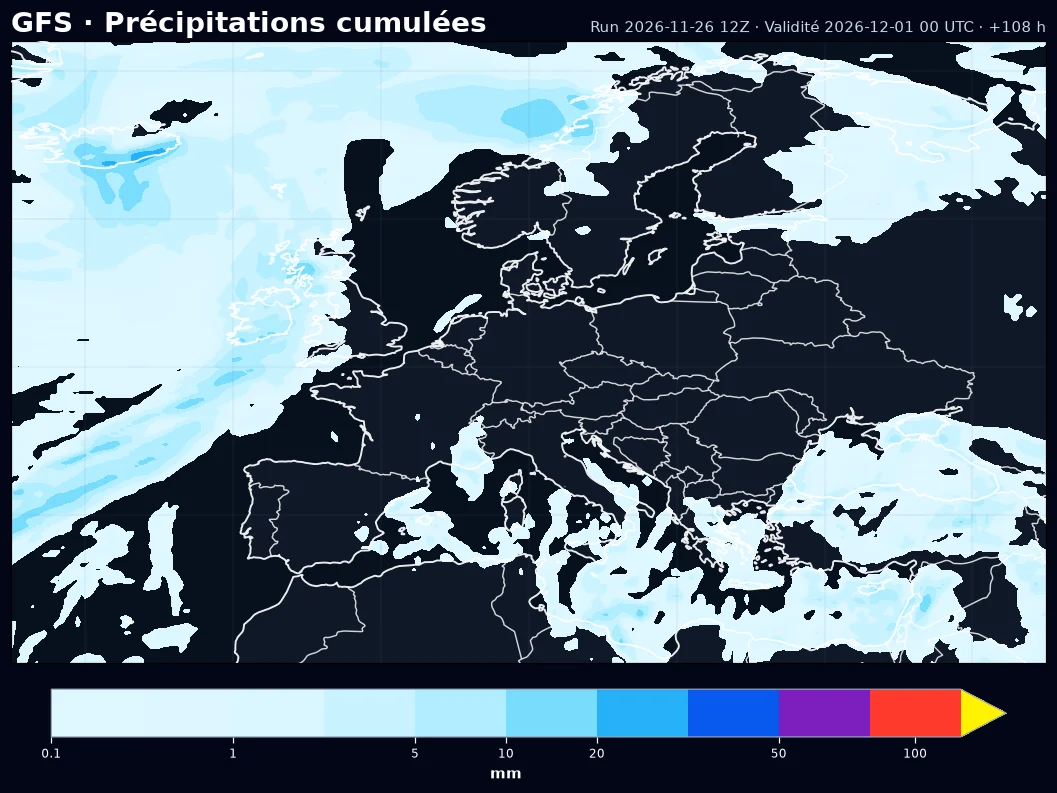 GFS · Précipitations cumulées
Run 2026-11-26 12Z · Validité 2026-12-01 00 UTC · +108 h
0.1 1 5 10 20 50 100
mm